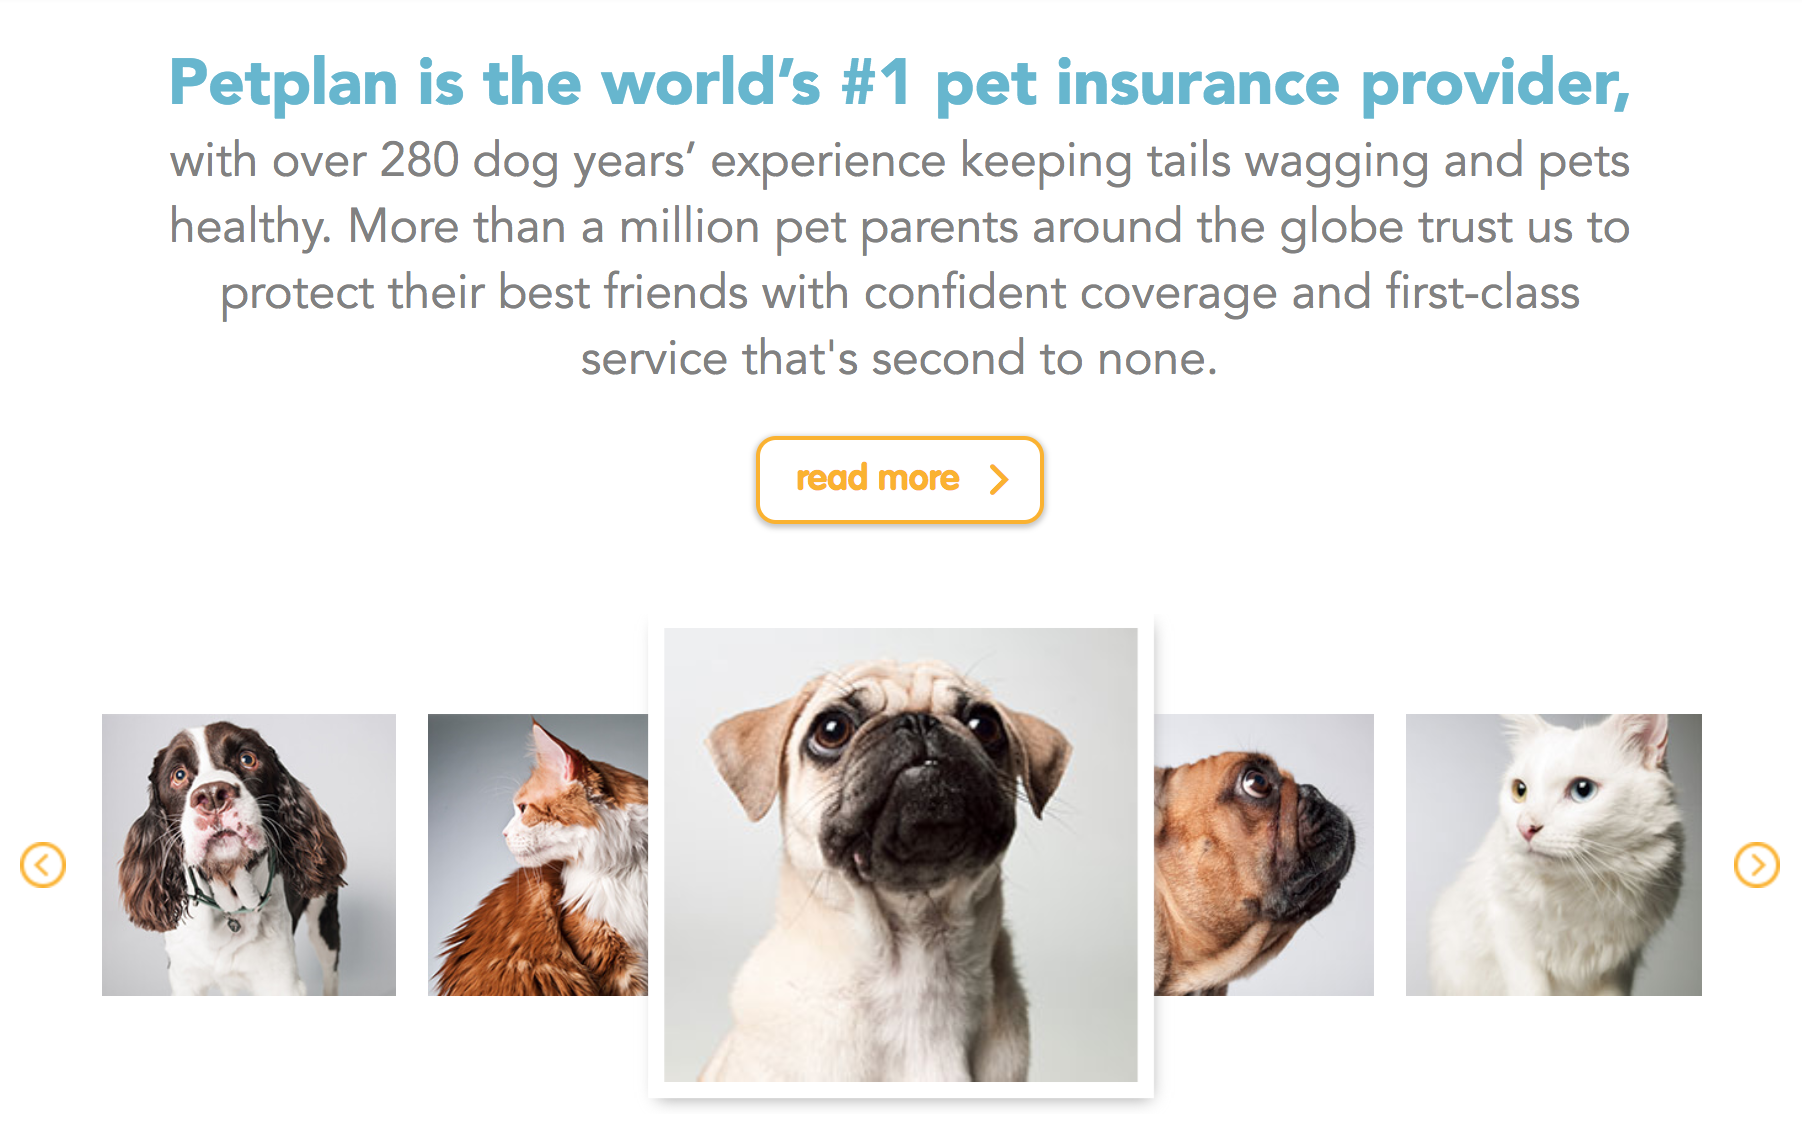 Petplan is the world’s #1 pet insurance provider,
with over 280 dog years’ experience keeping tails wagging and pets
healthy. More than a million pet parents around the globe trust us to
protect their best friends with confident coverage and first-class
service that's second to none.
read more